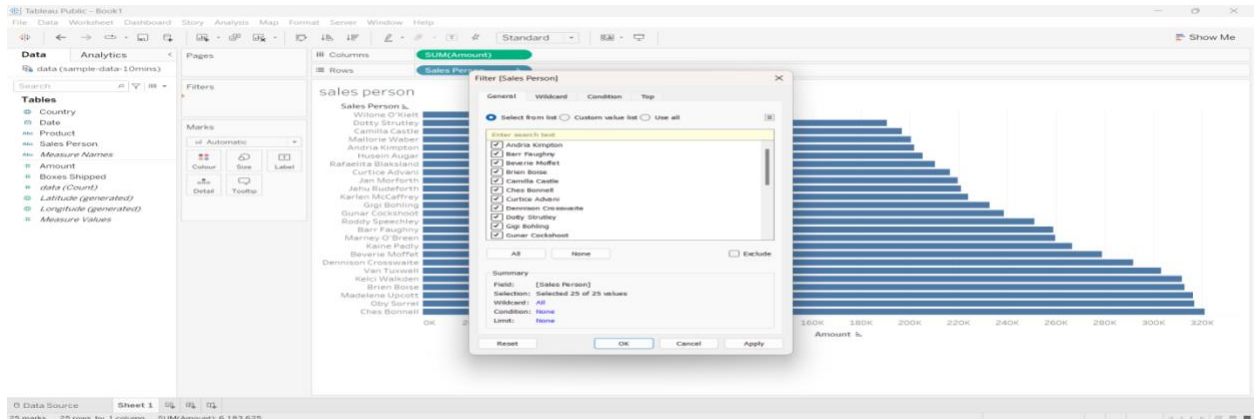 Tableau Public - Book1
File Data Worksheet Dashboard Story Analysis Map Format Server Window Help
Standard
Show Me
Data Analytics
Pages
Columns SUM(Amount)
data (sample-data-10mins)
Rows Sales Person
Search
Filters
Tables
Country
Date
Product
Sales Person
Measure Names
Amount
Boxes Shipped
data (Count)
Latitude (generated)
Longitude (generated)
Measure Values
Marks
Automatic
Colour Size Label
Detail Tooltip
sales person
Sales Person
Wilone O'Kielt
Dotty Strutley
Camilla Castle
Mallorie Waber
Andria Kimpton
Husein Augar
Rafaelita Blaksland
Curtice Advani
Jan Morforth
Jehu Rudeforth
Karlen McCaffrey
Gigi Bohling
Gunar Cockshoot
Roddy Speechley
Barr Faughny
Marney O'Breen
Kaine Padly
Beverie Moffet
Dennison Crosswaite
Van Tuxwell
Kelci Walkden
Brien Boise
Madelene Upcott
Oby Sorrel
Ches Bonnell
0K 160K 180K 200K 220K 240K 260K 280K 300K 320K
Amount
Filter [Sales Person]
General Wildcard Condition Top
Select from list Custom value list Use all
Enter search text
Andria Kimpton
Barr Faughny
Beverie Moffet
Brien Boise
Camilla Castle
Ches Bonnell
Curtice Advani
Dennison Crosswaite
Dotty Strutley
Gigi Bohling
Gunar Cockshoot
All None Exclude
Summary
Field: [Sales Person]
Selection: Selected 25 of 25 values
Wildcard: All
Condition: None
Limit: None
Reset OK Cancel Apply
Data Source Sheet 1
25 marks 25 rows by 1 column SUM(Amount): 6,183,625